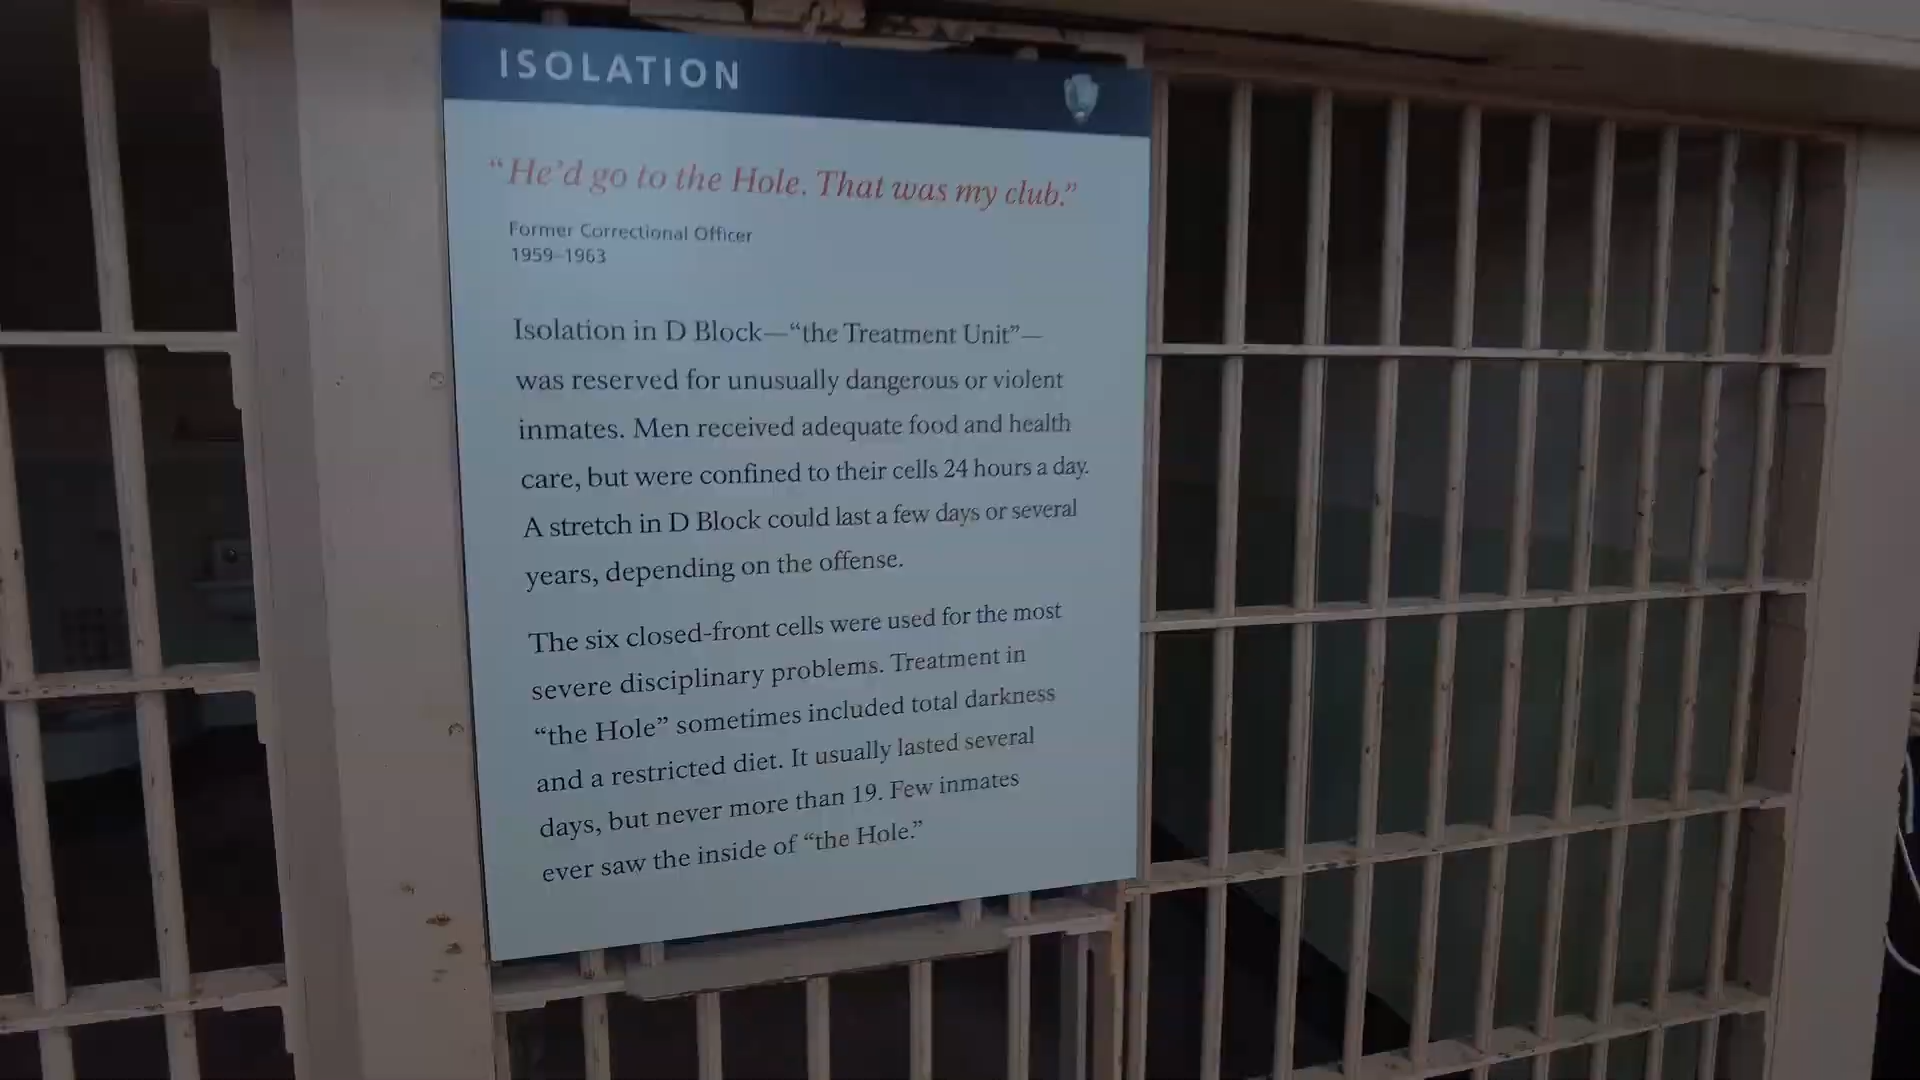 ISOLATION
“He’d go to the Hole. That was my club.”
Former Correctional Officer
1959–1963
Isolation in D Block—“the Treatment Unit”—
was reserved for unusually dangerous or violent
inmates. Men received adequate food and health
care, but were confined to their cells 24 hours a day.
A stretch in D Block could last a few days or several
years, depending on the offense.
The six closed-front cells were used for the most
severe disciplinary problems. Treatment in
“the Hole” sometimes included total darkness
and a restricted diet. It usually lasted several
days, but never more than 19. Few inmates
ever saw the inside of “the Hole.”